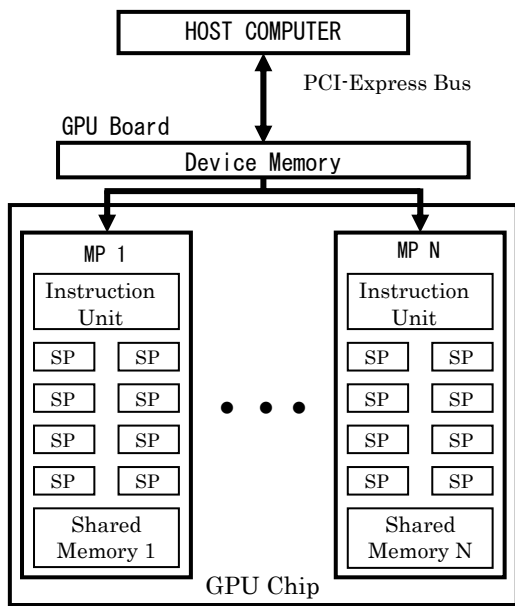 HOST COMPUTER
PCI-Express Bus
GPU Board
Device Memory
MP 1
Instruction
Unit
SP SP
SP SP
SP SP
SP SP
Shared
Memory 1
MP N
Instruction
Unit
SP SP
SP SP
SP SP
SP SP
Shared
Memory N
GPU Chip